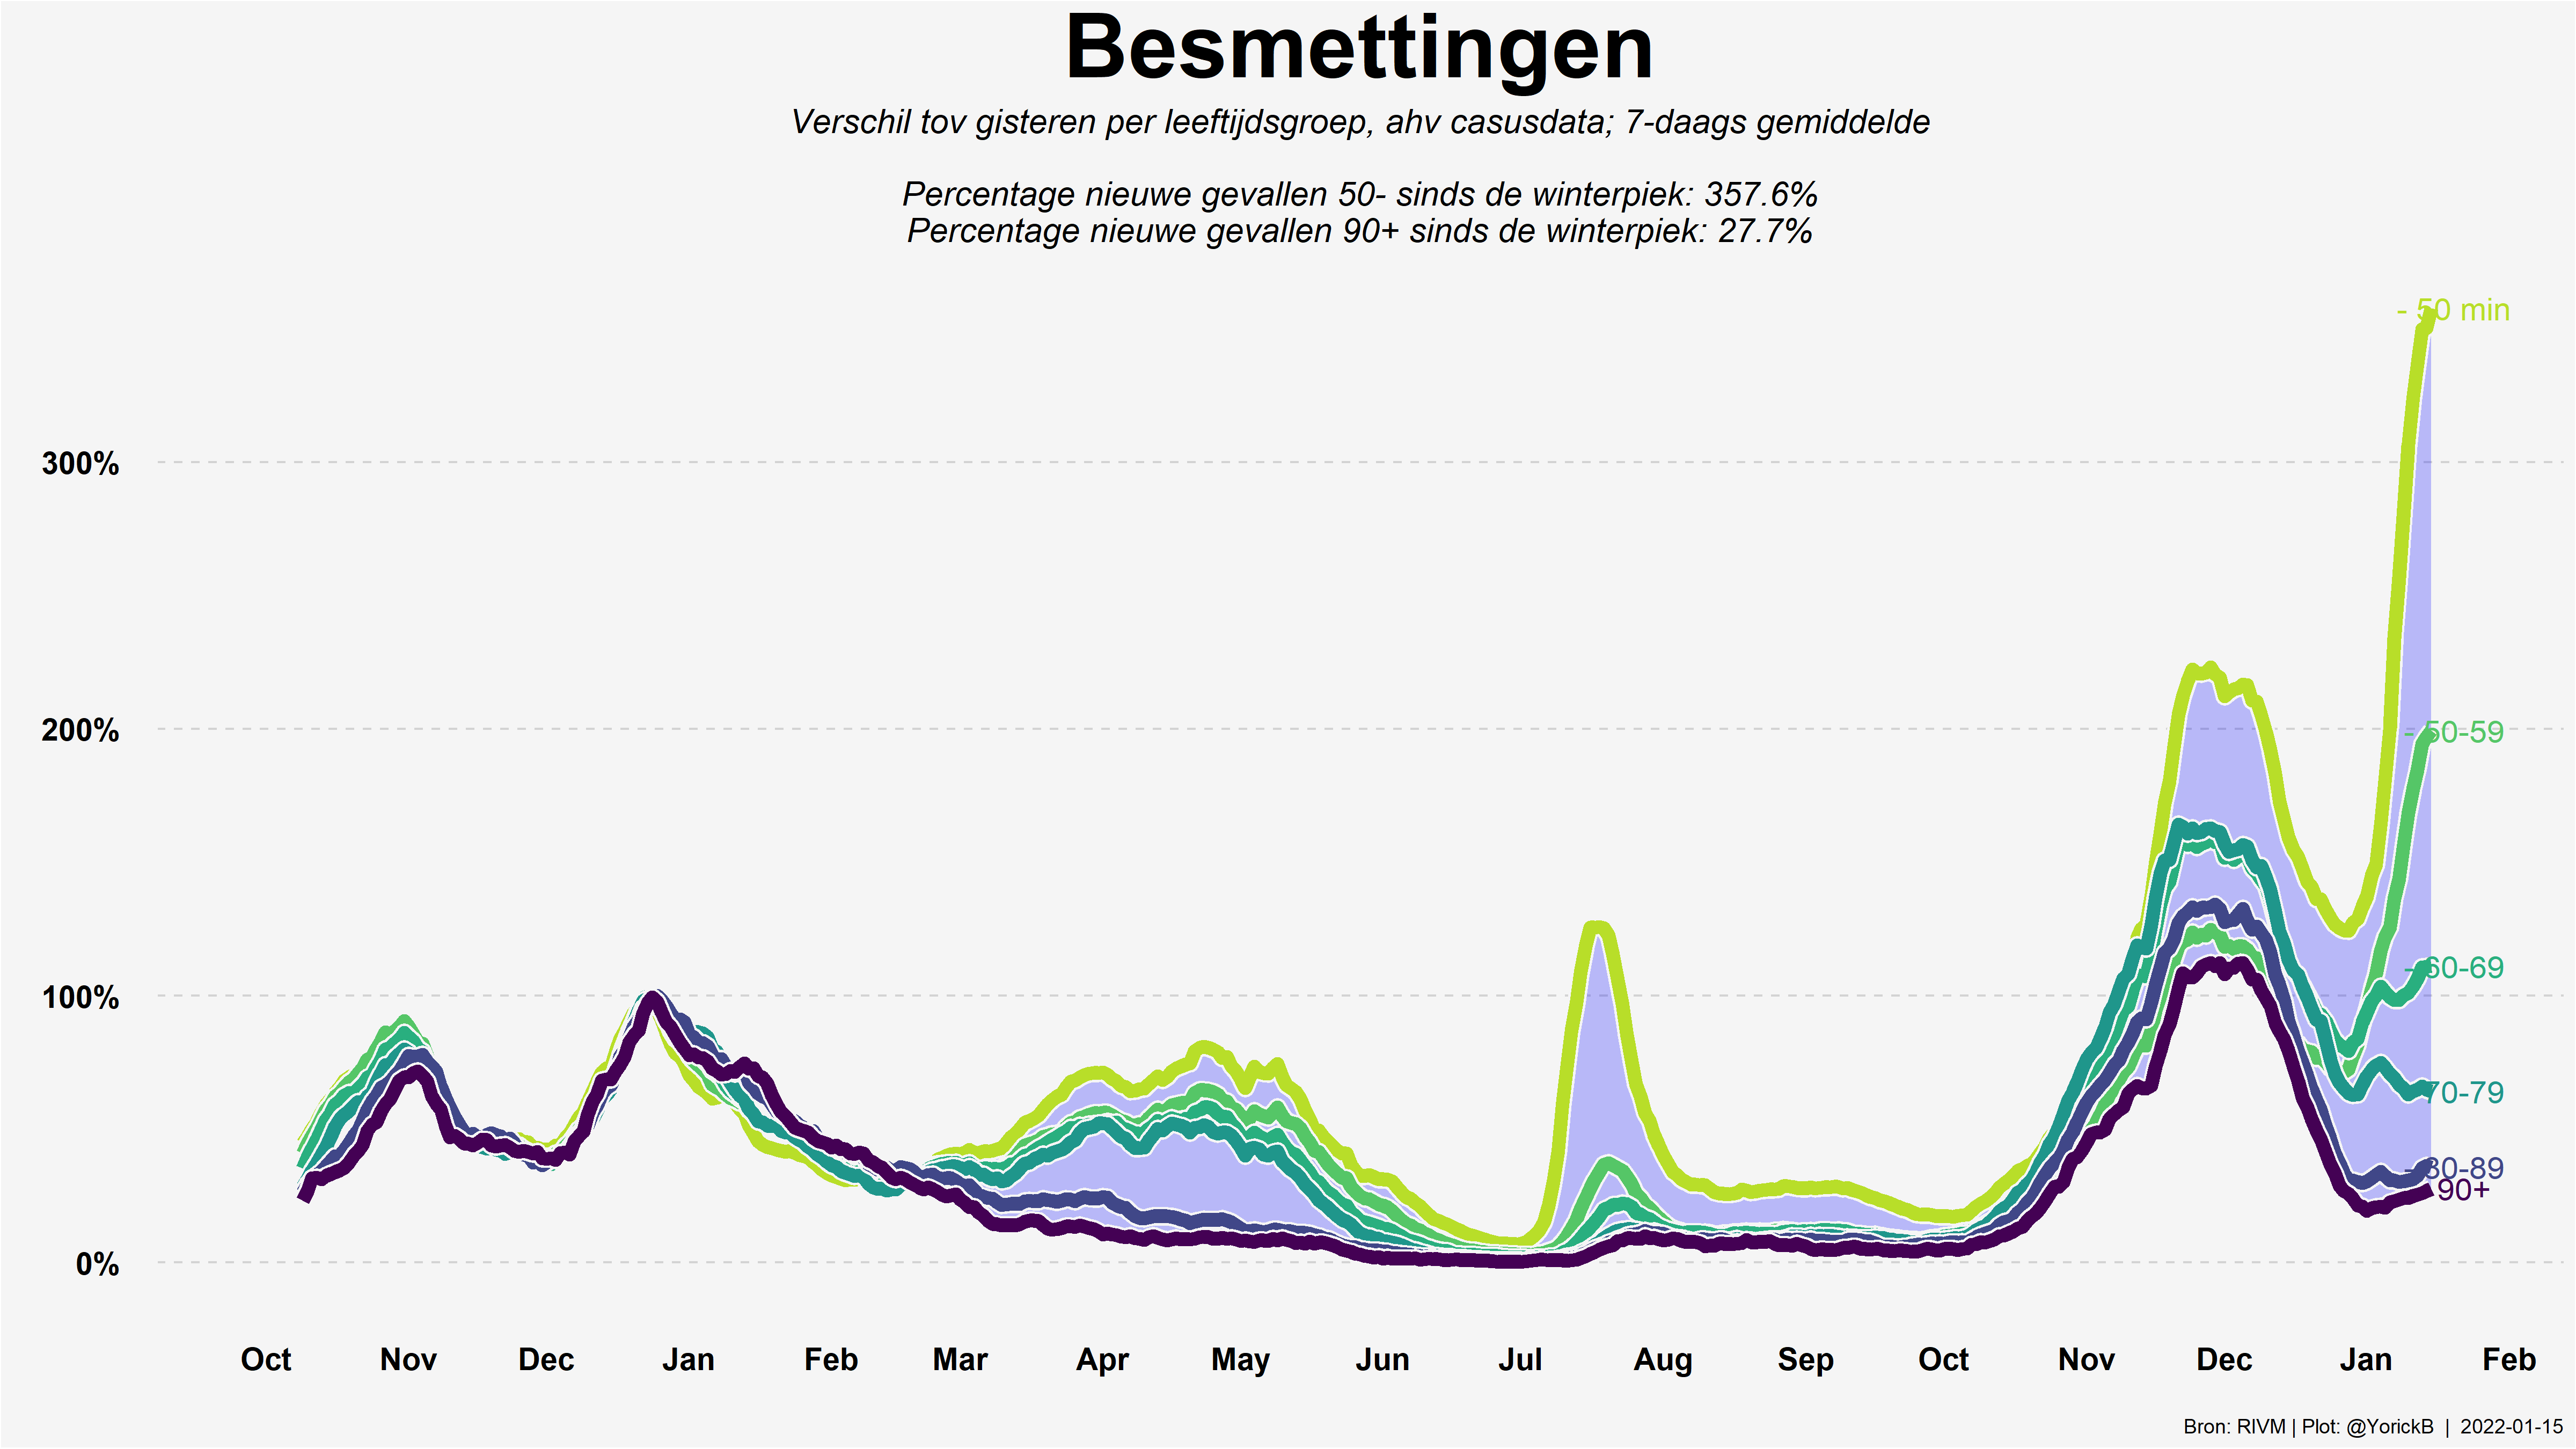 Besmettingen
Verschil tov gisteren per leeftijdsgroep, ahv casusdata; 7-daags gemiddelde
Percentage nieuwe gevallen 50- sinds de winterpiek: 357.6%
Percentage nieuwe gevallen 90+ sinds de winterpiek: 27.7%
- 50 min
300%
200%
- 50-59
100%
- 60-69
- 70-79
- 80-89
90+
0%
Oct Nov Dec Jan Feb Mar Apr May Jun Jul Aug Sep Oct Nov Dec Jan Feb
Bron: RIVM | Plot: @YorickB | 2022-01-15